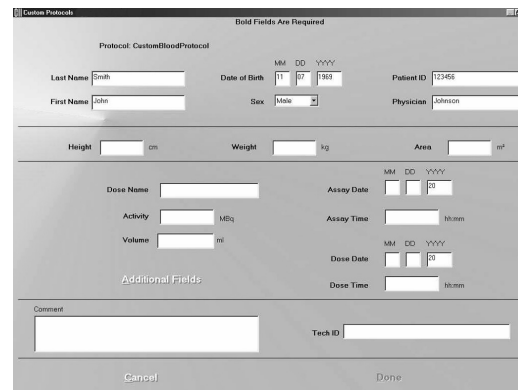 Custom Protocols
Bold Fields Are Required
Protocol: CustomBloodProtocol
MM DD YYYY
Last Name Smith Date of Birth 11 07 1969 Patient ID 123456
First Name John Sex Male Physician Johnson
Height cm Weight kg Area m²
MM DD YYYY
Dose Name Assay Date 20
Activity MBq Assay Time hh:mm
Volume ml
MM DD YYYY
Dose Date 20
Additional Fields
Dose Time hh:mm
Comment
Tech ID
Cancel Done